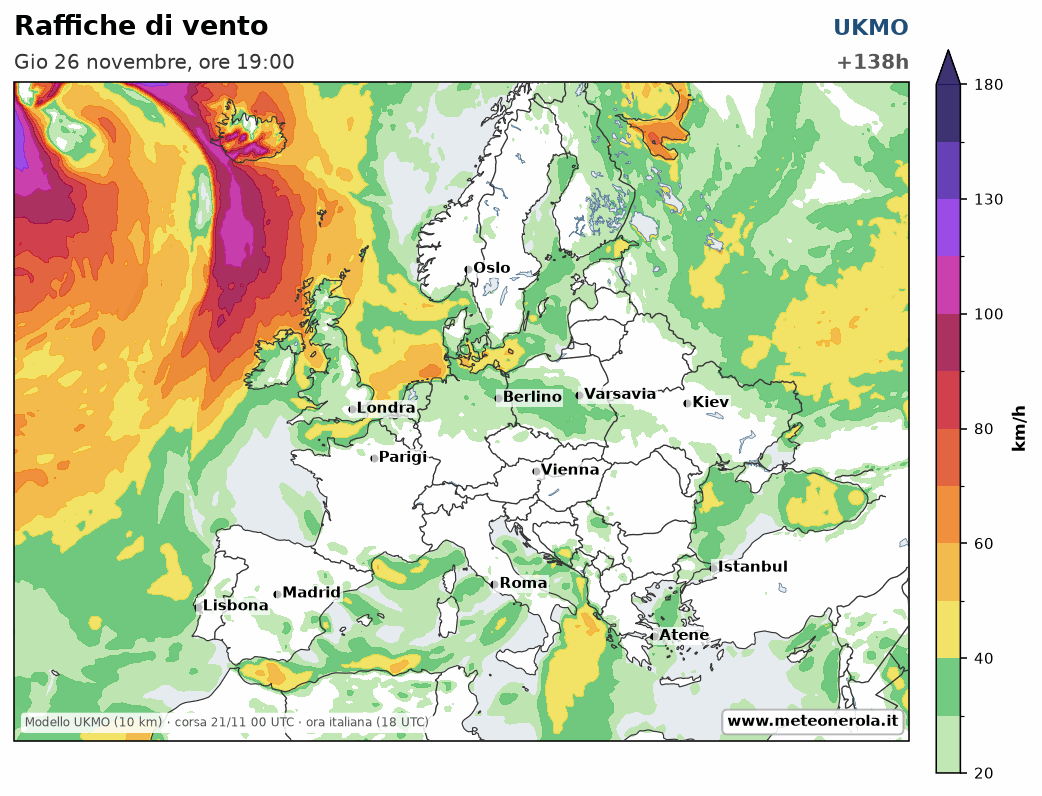 Raffiche di vento
UKMO
Gio 26 novembre, ore 19:00
+138h
180
130
100
80
60
40
20
km/h
Oslo
Londra
Berlino
Varsavia
Kiev
Parigi
Vienna
Istanbul
Roma
Madrid
Lisbona
Atene
Modello UKMO (10 km) · corsa 21/11 00 UTC · ora italiana (18 UTC)
www.meteonerola.it